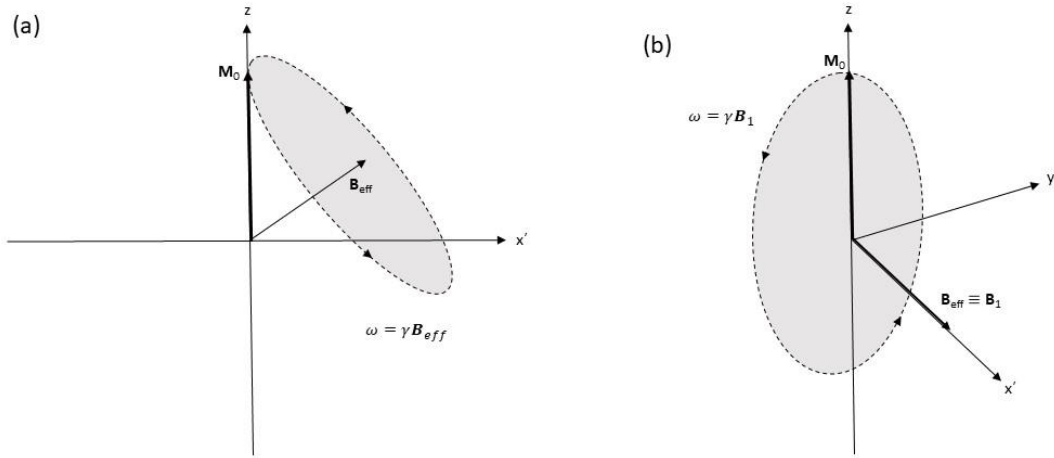 (a)
z
M₀
B_eff
x′
ω = γB_eff
(b)
z
M₀
ω = γB₁
y
B_eff ≡ B₁
x′